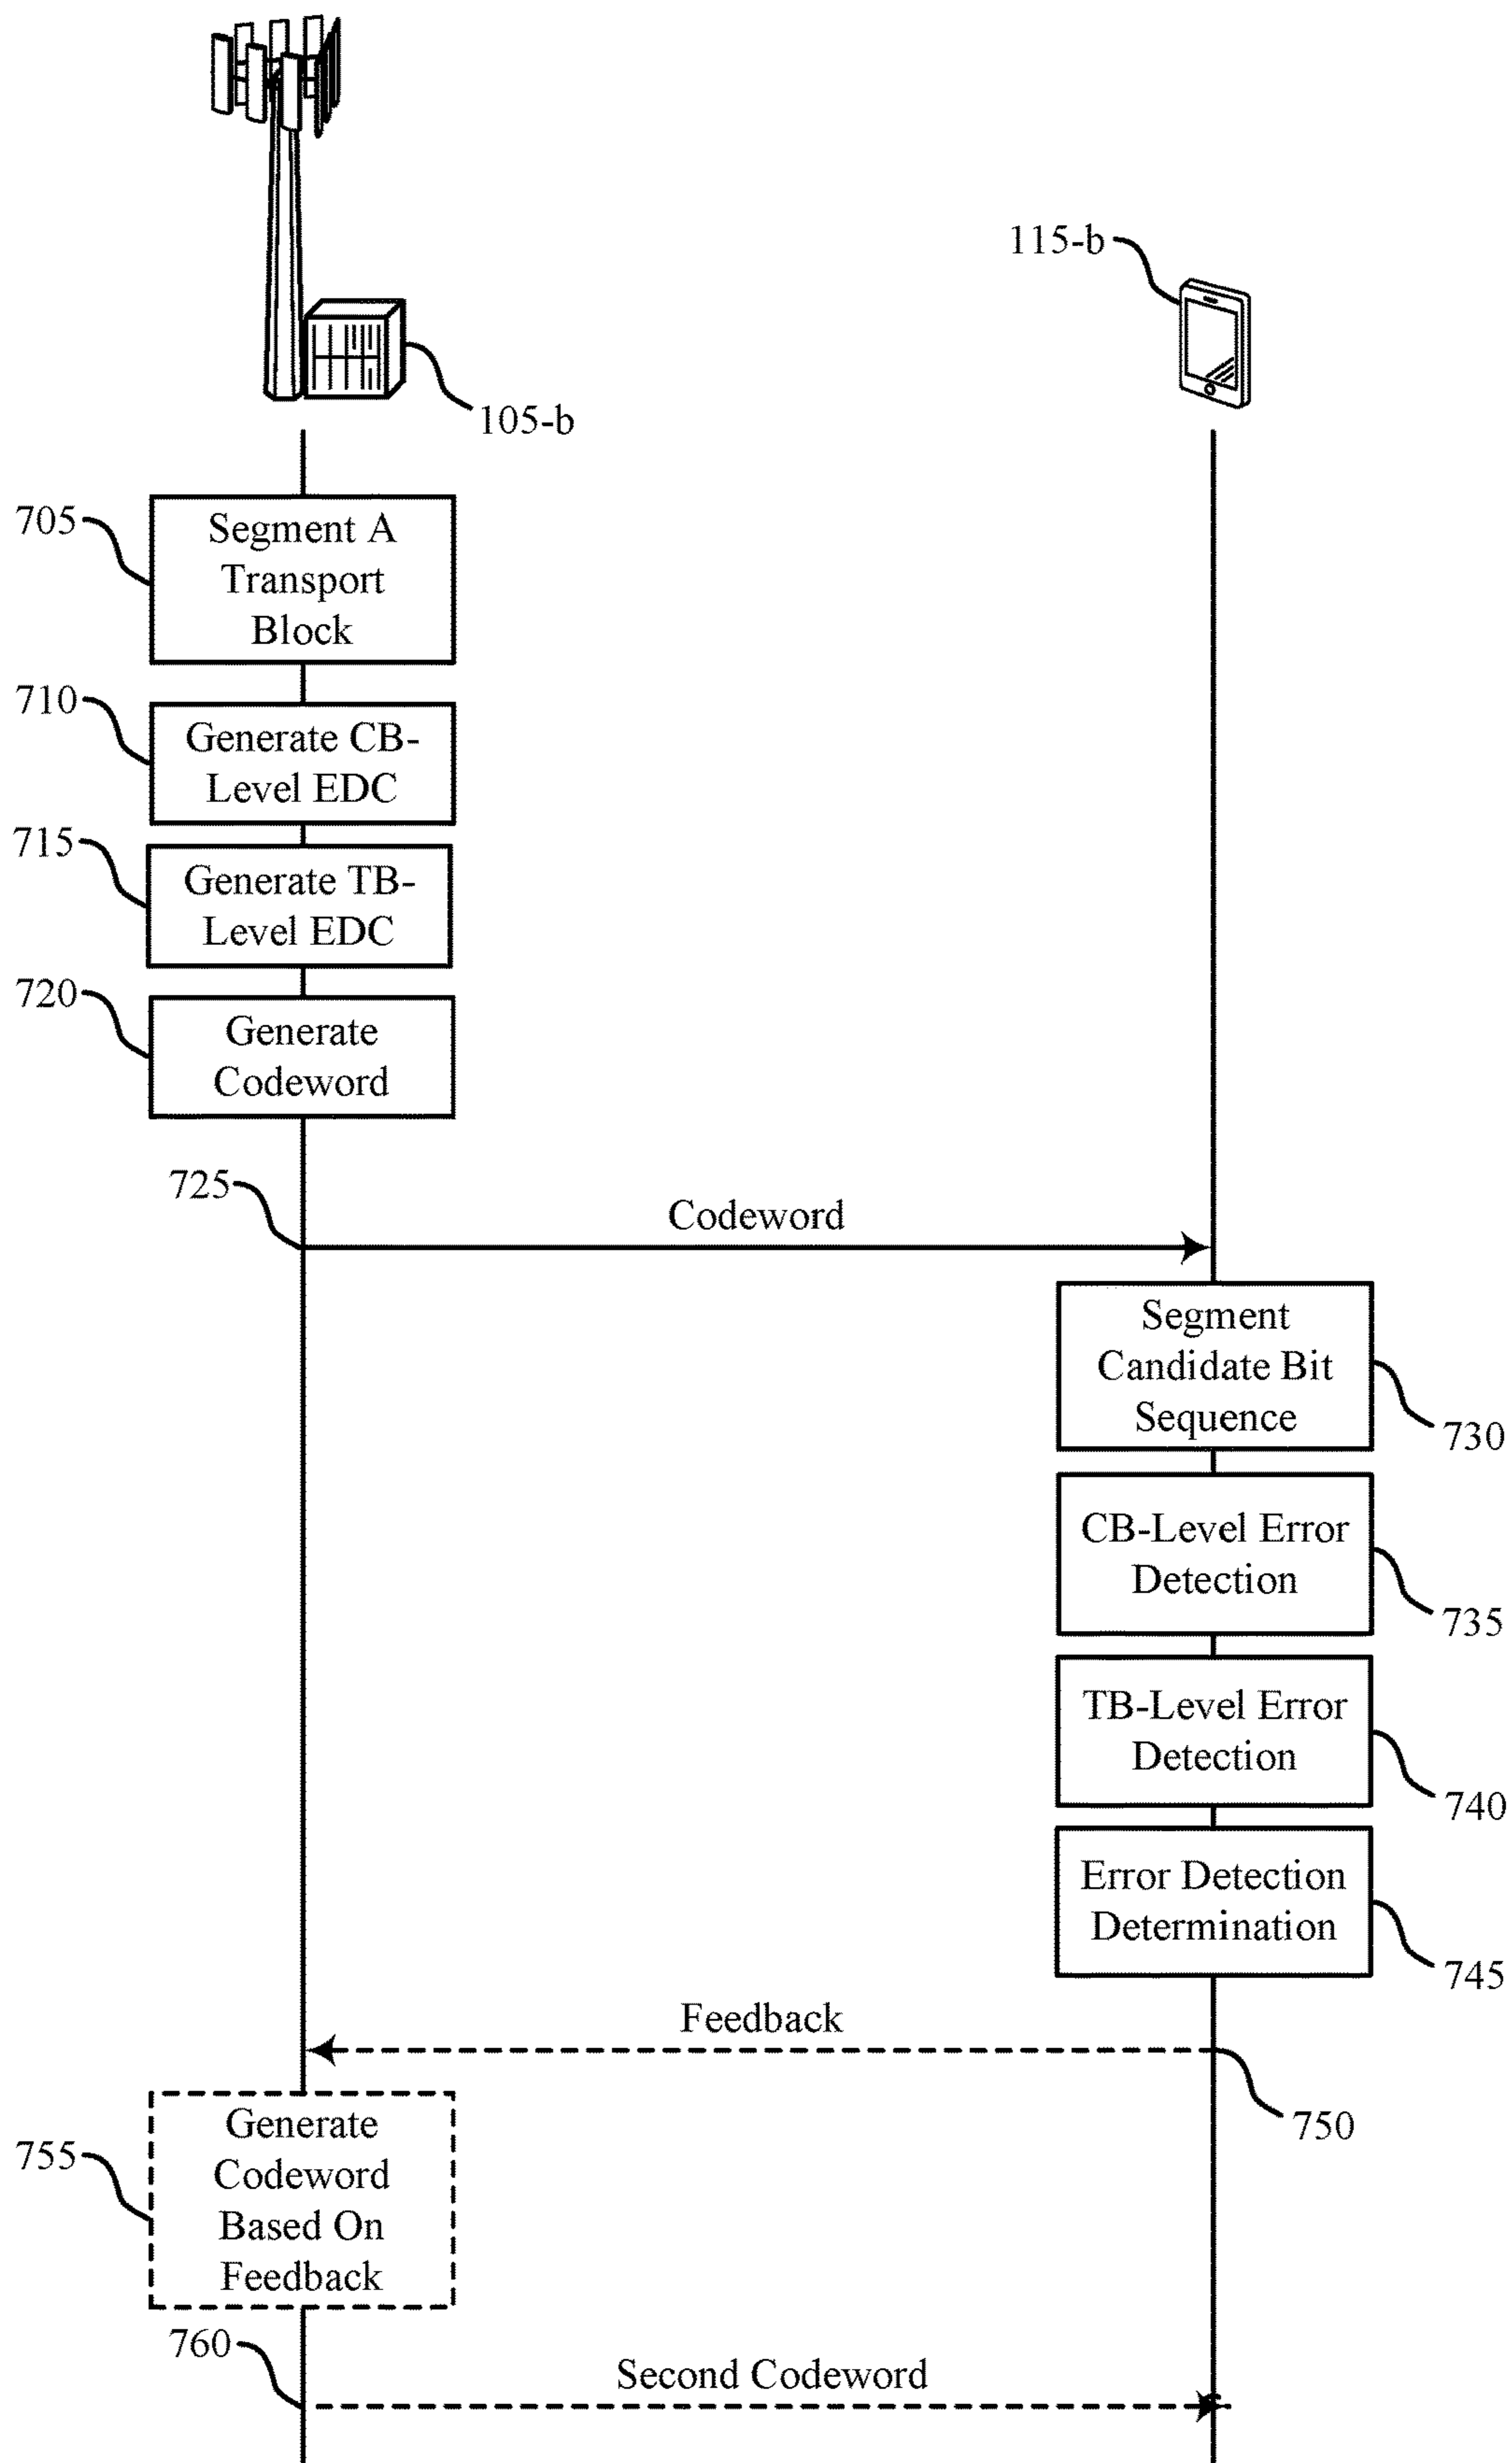 115-b
105-b
705
Segment A
Transport
Block
710
Generate CB-
Level EDC
715
Generate TB-
Level EDC
720
Generate
Codeword
725
Codeword
Segment
Candidate Bit
Sequence
730
CB-Level Error
Detection
735
TB-Level Error
Detection
740
Error Detection
Determination
745
Feedback
750
755
Generate
Codeword
Based On
Feedback
760
Second Codeword